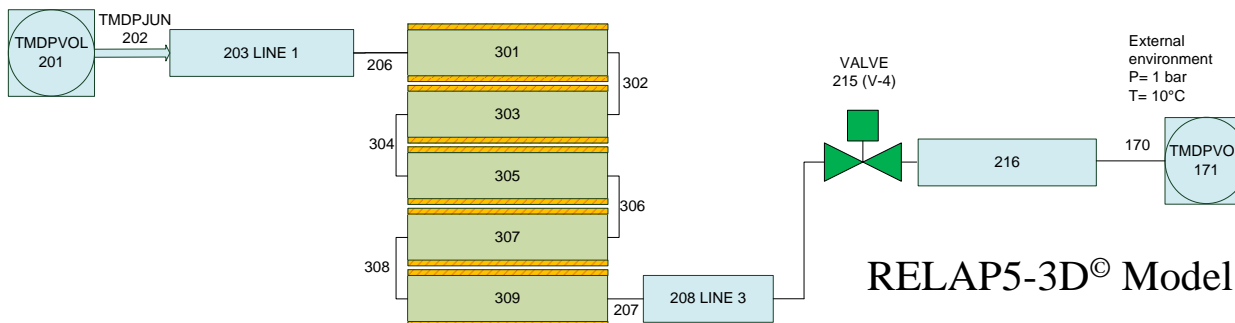 TMDPVOL
201
TMDPJUN
202
203 LINE 1
206
301
302
303
304
305
306
307
308
309
207
208 LINE 3
VALVE
215 (V-4)
216
170
External
environment
P= 1 bar
T= 10°C
TMDPVO
171
RELAP5-3D© Model